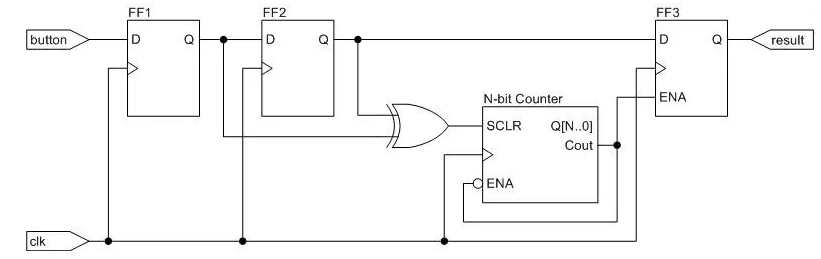 FF1
FF2
FF3
button
D Q
D Q
D Q
result
ENA
N-bit Counter
SCLR Q[N..0]
Cout
ENA
clk